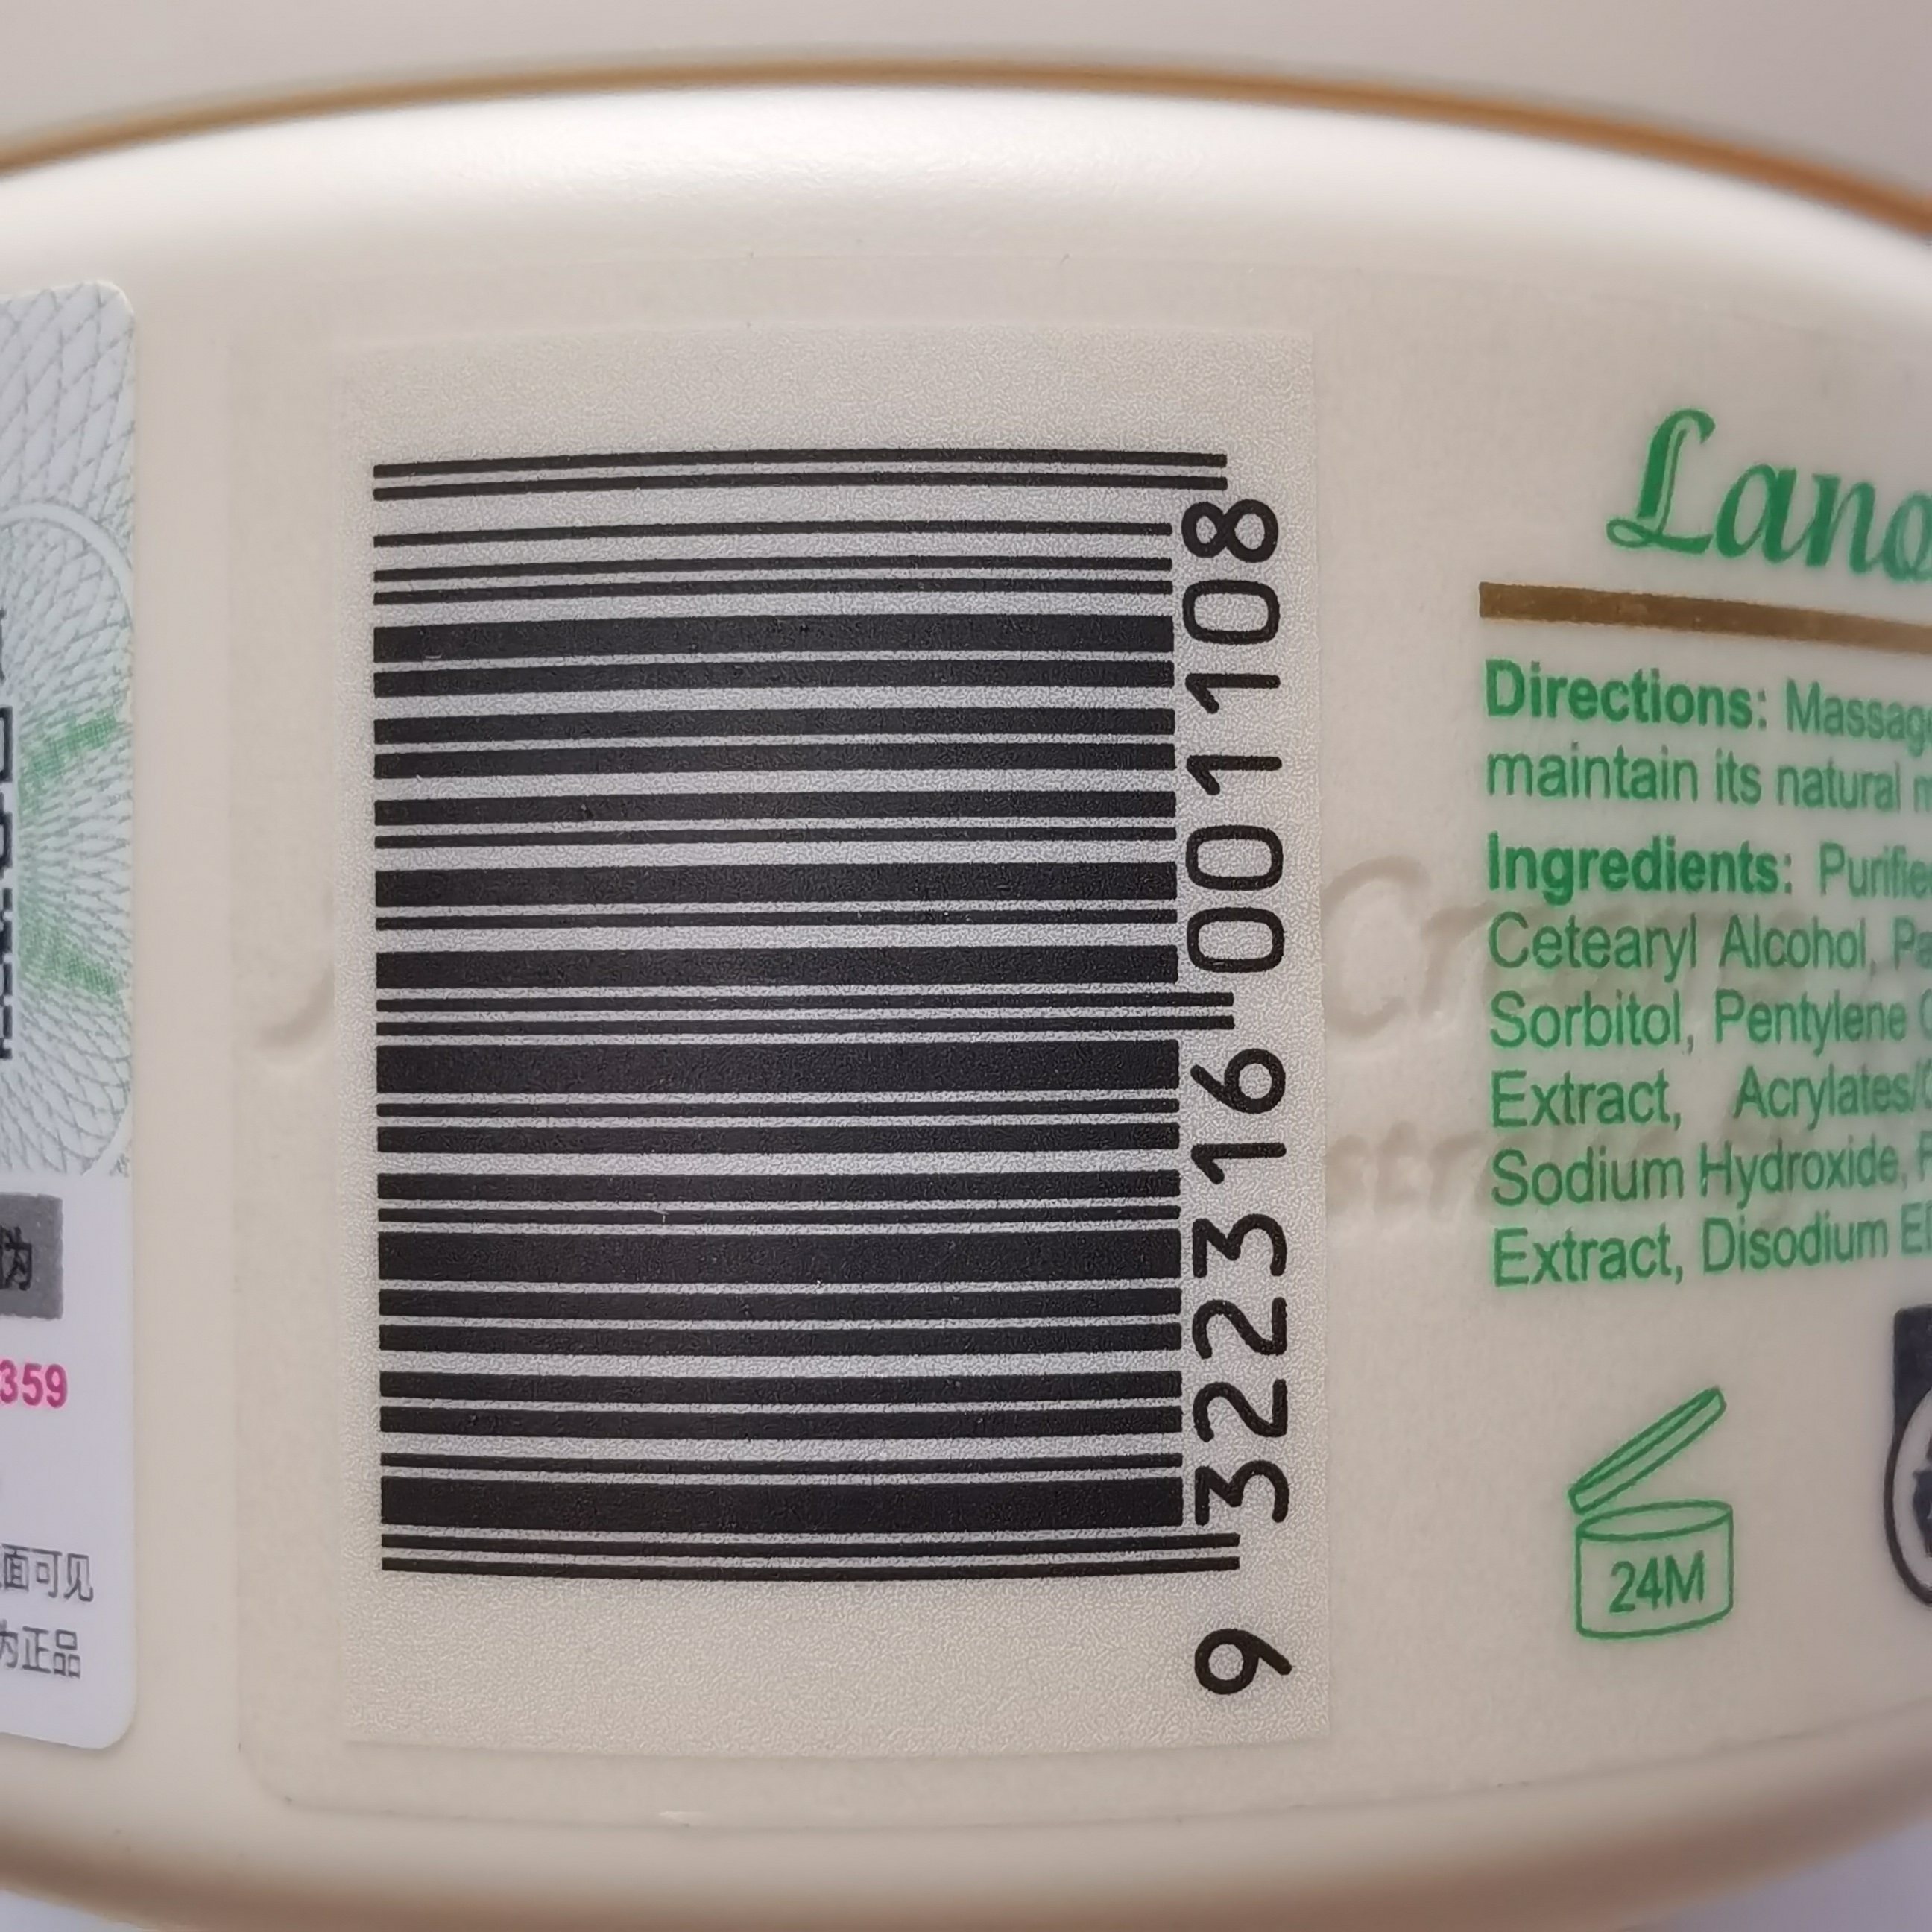 伪
359
面可见
为正品
9 322316 001108
Lano
Directions: Massag
maintain its natural
Ingredients: Purifie
Cetearyl Alcohol, Pa
Sorbitol, Pentylene
Extract, Acrylates/
Sodium Hydroxide,
Extract, Disodium
24M